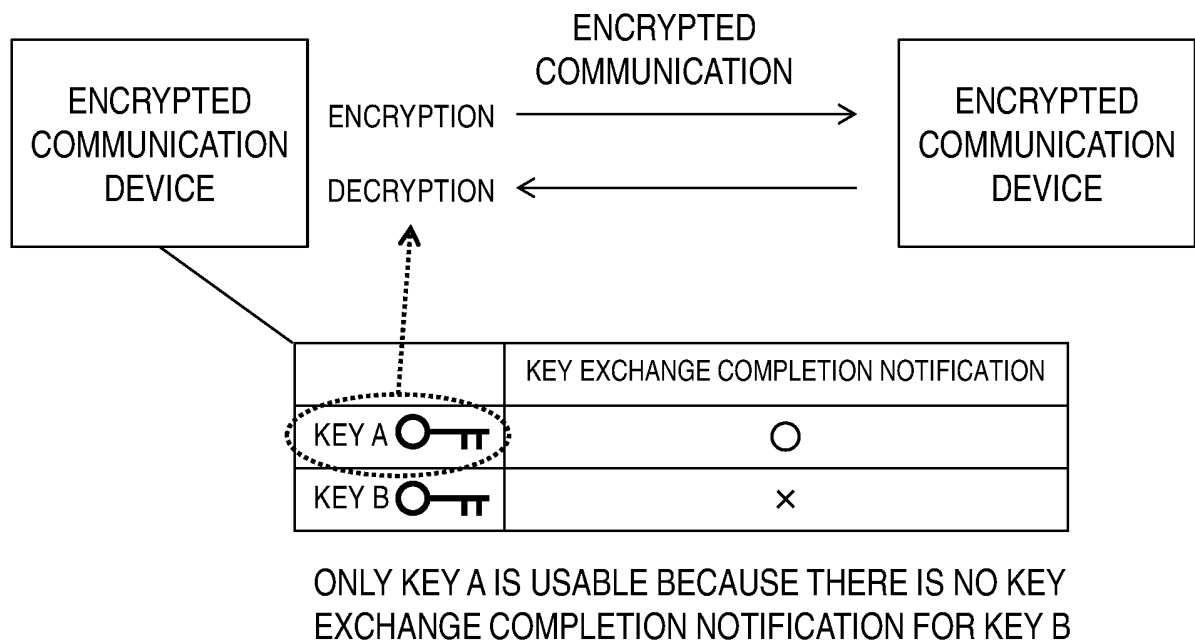 ENCRYPTED
COMMUNICATION
ENCRYPTED
COMMUNICATION
DEVICE
ENCRYPTION
DECRYPTION
ENCRYPTED
COMMUNICATION
DEVICE
KEY EXCHANGE COMPLETION NOTIFICATION
KEY A ○
KEY B ×
ONLY KEY A IS USABLE BECAUSE THERE IS NO KEY
EXCHANGE COMPLETION NOTIFICATION FOR KEY B